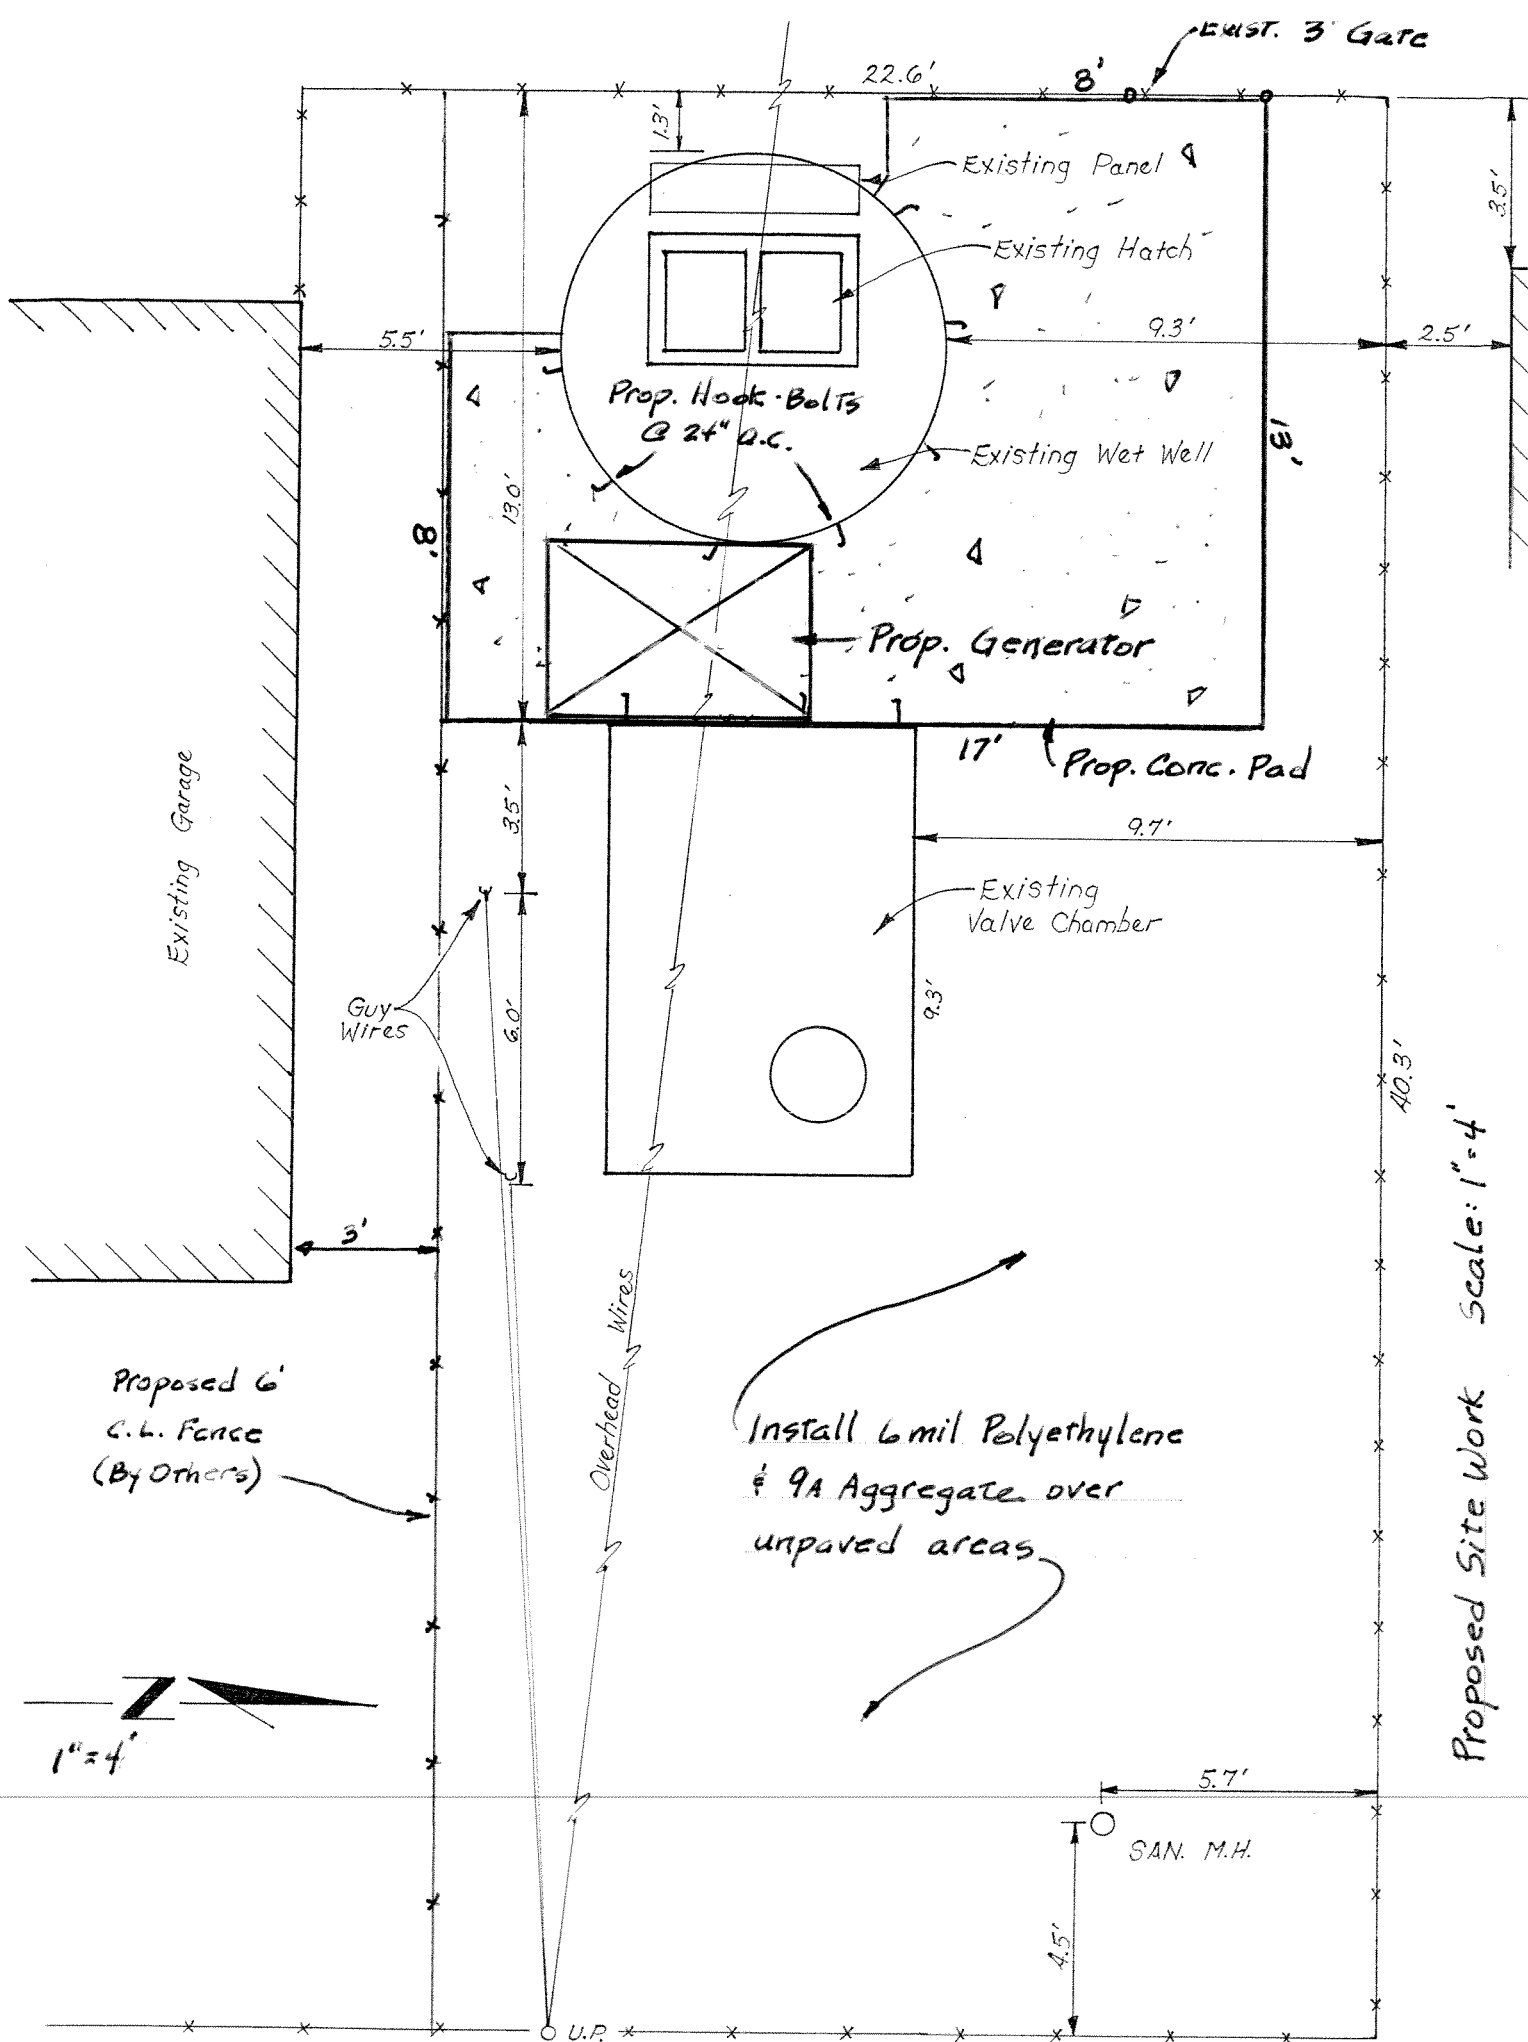 Exist. 3' Gate
22.6'
8'
1.3'
Existing Panel
3.5'
Existing Hatch
5.5'
9.3'
2.5'
Prop. Hook-Bolts
@ 24" o.c.
Existing Wet Well
13'
13.0'
8'
Prop. Generator
17'
Prop. Conc. Pad
3.5'
9.7'
Existing Garage
Existing
Valve Chamber
Guy
Wires
6.0'
9.3'
40.3'
3'
Overhead Wires
Proposed 6'
C.L. Fence
(By Others)
Install 6 mil Polyethylene
& 9A Aggregate over
unpaved areas
Proposed Site Work Scale: 1"=4'
N
1"=4'
5.7'
SAN. M.H.
4.5'
U.P.